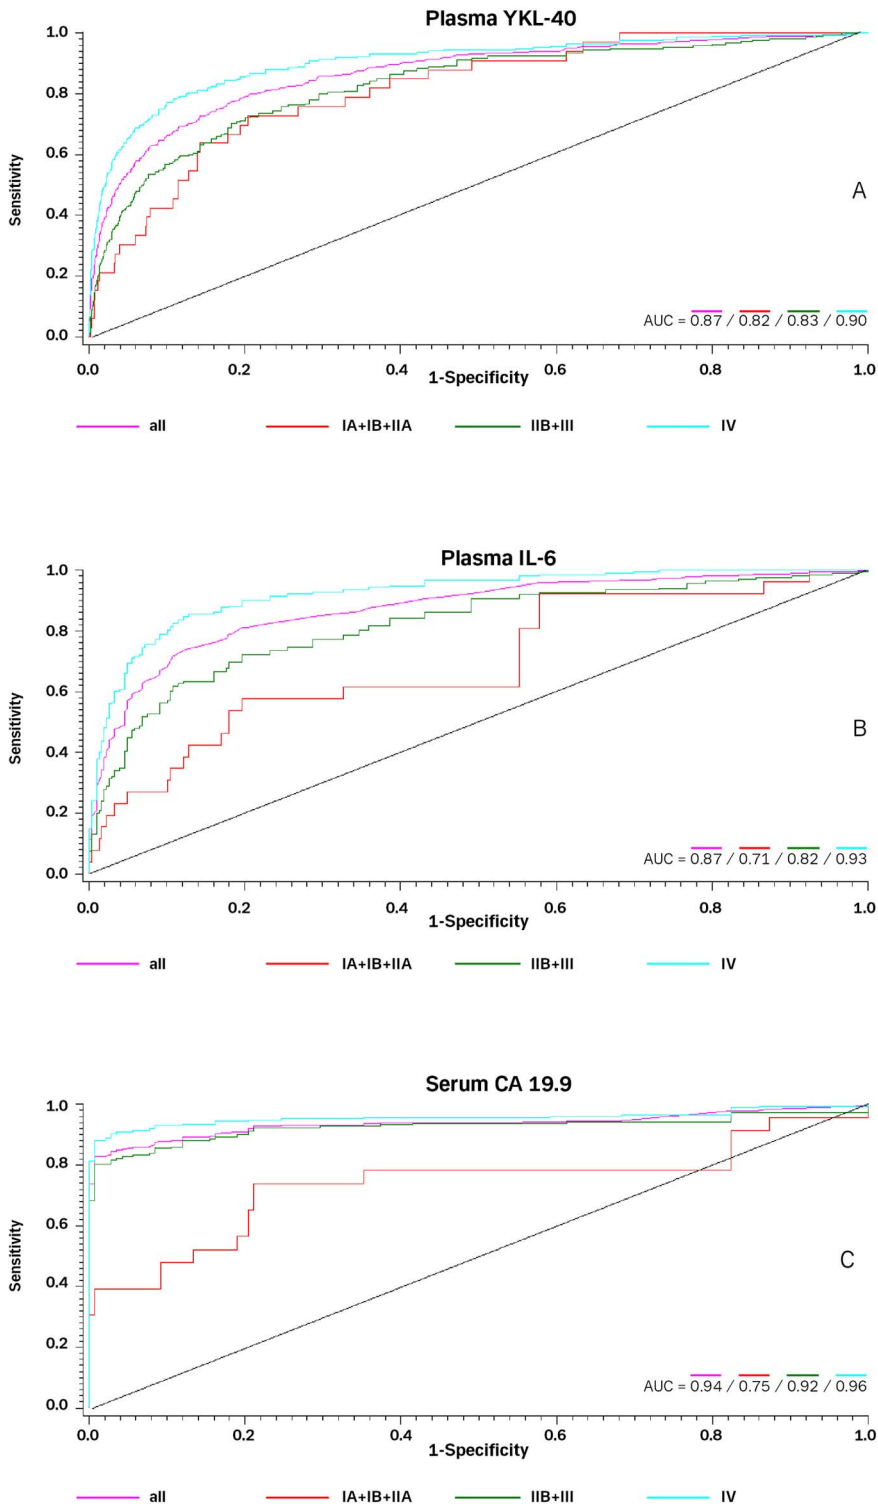 Plasma YKL-40
1.0
0.8
0.6
0.4
0.2
0.0
Sensitivity
A
AUC = 0.87 / 0.82 / 0.83 / 0.90
0.0 0.2 0.4 0.6 0.8 1.0
1-Specificity
all IA+IB+IIA IIB+III IV
Plasma IL-6
1.0
0.8
0.6
0.4
0.2
0.0
Sensitivity
B
AUC = 0.87 / 0.71 / 0.82 / 0.93
0.0 0.2 0.4 0.6 0.8 1.0
1-Specificity
all IA+IB+IIA IIB+III IV
Serum CA 19.9
1.0
0.8
0.6
0.4
0.2
0.0
Sensitivity
C
AUC = 0.94 / 0.75 / 0.92 / 0.96
0.0 0.2 0.4 0.6 0.8 1.0
1-Specificity
all IA+IB+IIA IIB+III IV